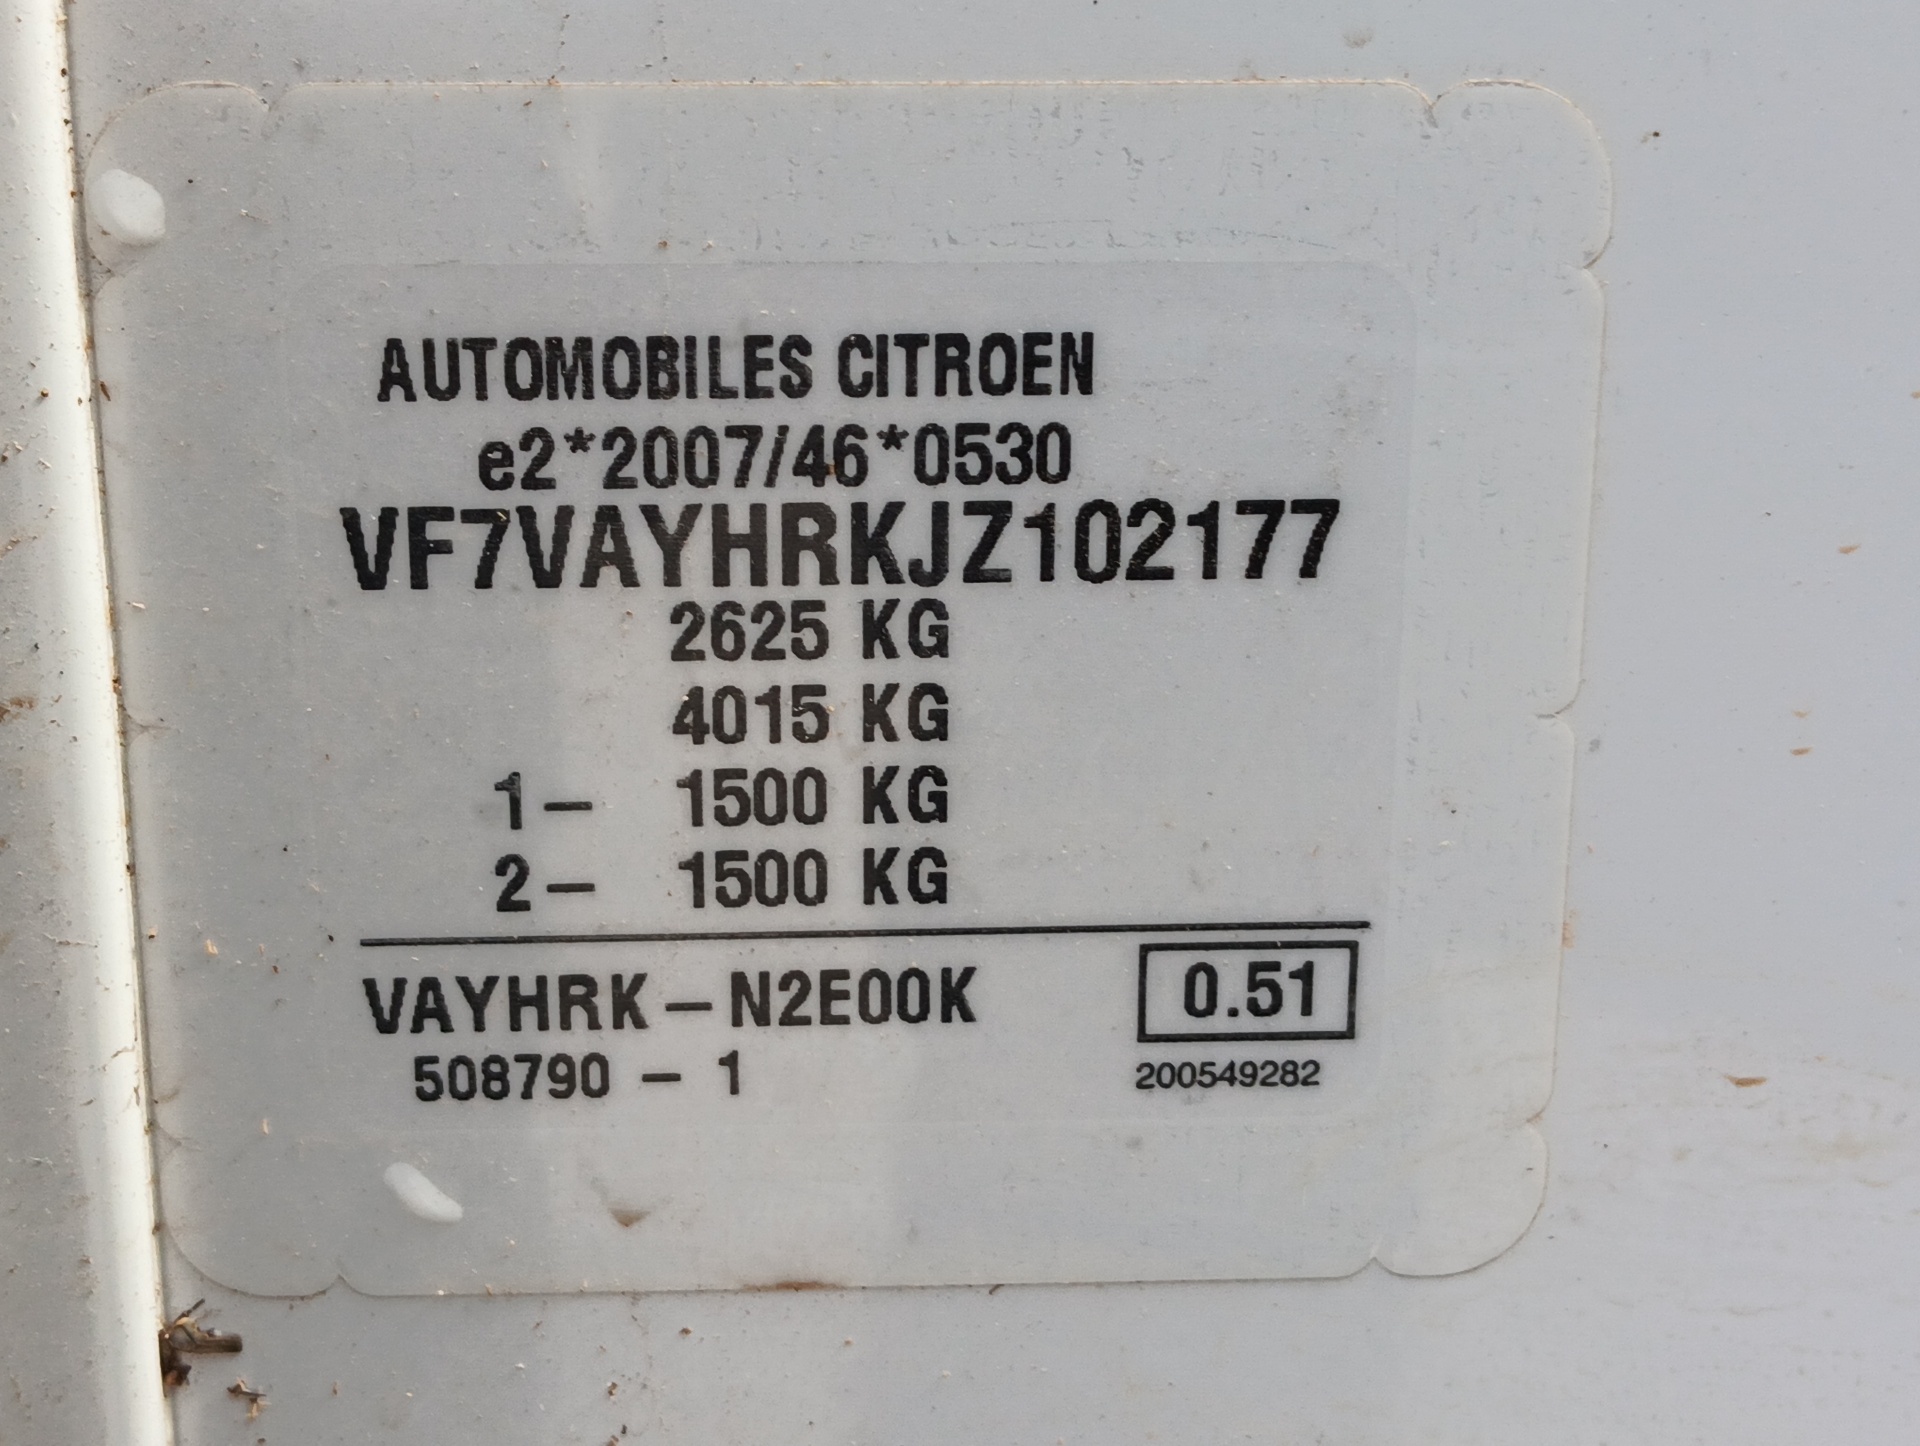 AUTOMOBILES CITROEN
e2*2007/46*0530
VF7VAYHRKJZ102177
2625 KG
4015 KG
1- 1500 KG
2- 1500 KG
VAYHRK-N2E00K 0.51
508790 - 1 200549282